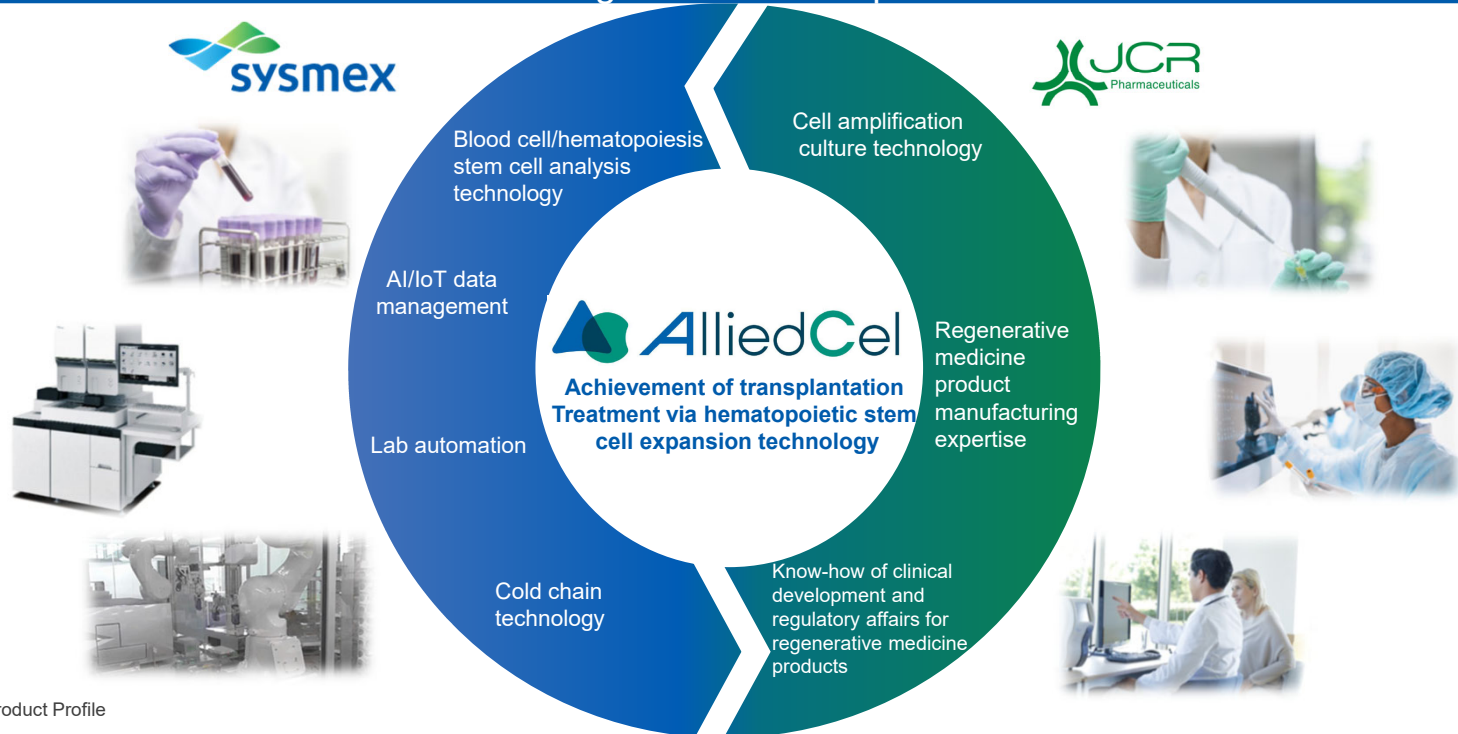 sysmex
JCR
Pharmaceuticals
Blood cell/hematopoiesis
stem cell analysis
technology
Cell amplification
culture technology
AI/IoT data
management
Lab automation
Cold chain
technology
AlliedCel
Achievement of transplantation
Treatment via hematopoietic stem
cell expansion technology
Regenerative
medicine
product
manufacturing
expertise
Know-how of clinical
development and
regulatory affairs for
regenerative medicine
products
Product Profile